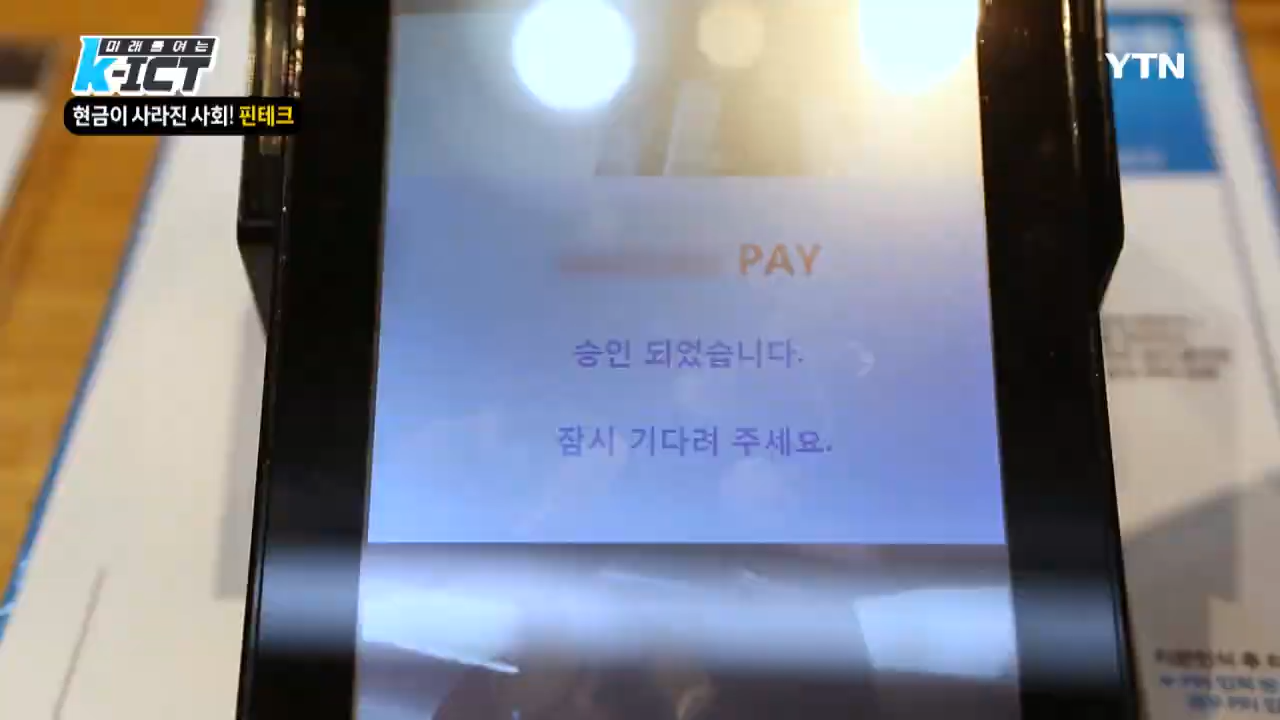 미래를 여는
K-ICT
현금이 사라진 사회! 핀테크
YTN
PAY
승인 되었습니다.
잠시 기다려 주세요.